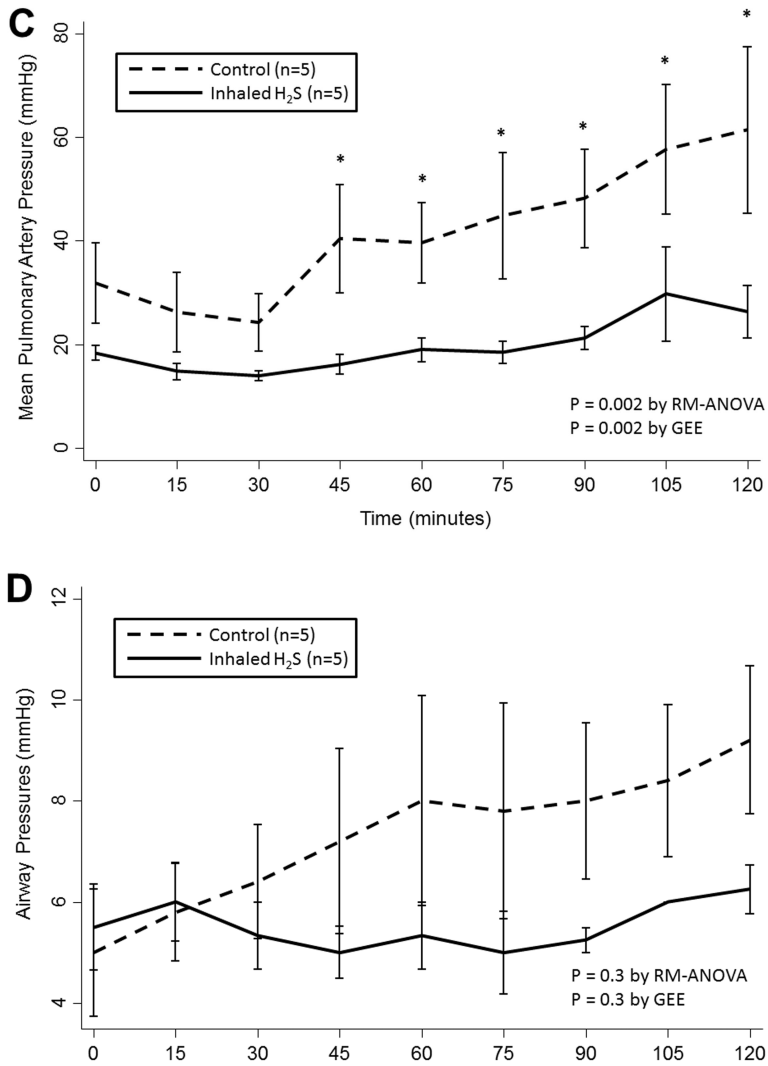 C
Mean Pulmonary Artery Pressure (mmHg)
80
60
40
20
0
Control (n=5)
Inhaled H₂S (n=5)
* * * * * *
P = 0.002 by RM-ANOVA
P = 0.002 by GEE
0 15 30 45 60 75 90 105 120
Time (minutes)
D
Airway Pressures (mmHg)
12
10
8
6
4
Control (n=5)
Inhaled H₂S (n=5)
P = 0.3 by RM-ANOVA
P = 0.3 by GEE
0 15 30 45 60 75 90 105 120